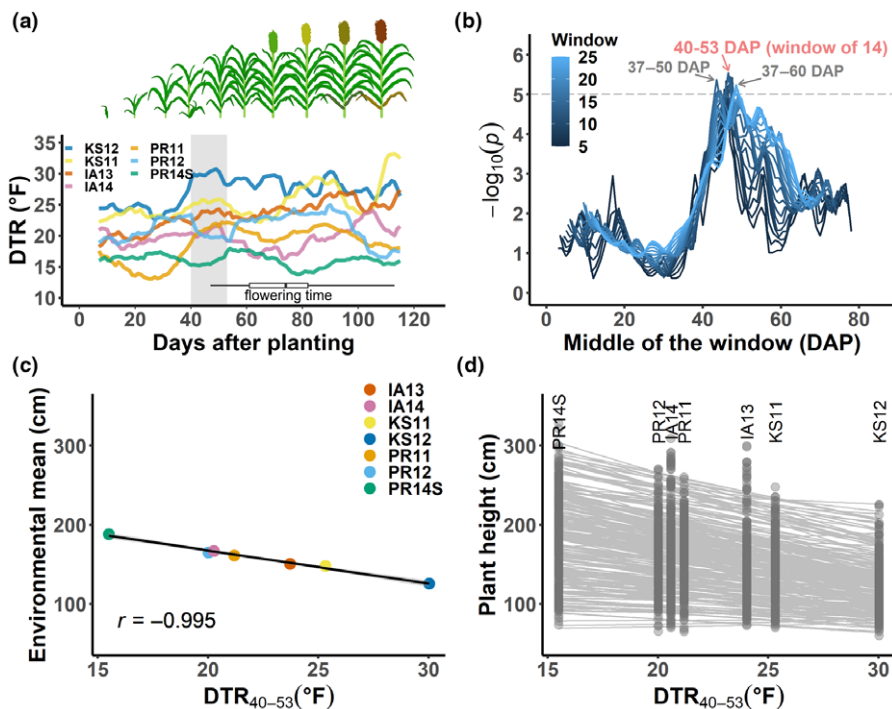 (a)
KS12
KS11
IA13
IA14
PR11
PR12
PR14S
DTR (°F)
35
30
25
20
15
10
flowering time
0
20
40
60
80
100
120
Days after planting
(b)
Window
25
20
15
10
5
40-53 DAP (window of 14)
37–50 DAP
37–60 DAP
−log10(p)
6
5
4
3
2
1
0
0
20
40
60
80
Middle of the window (DAP)
(c)
IA13
IA14
KS11
KS12
PR11
PR12
PR14S
Environmental mean (cm)
300
200
100
r = −0.995
15
20
25
30
DTR40–53(°F)
(d)
PR14S
PR12
IA14
PR11
IA13
KS11
KS12
Plant height (cm)
300
200
100
15
20
25
30
DTR40–53(°F)